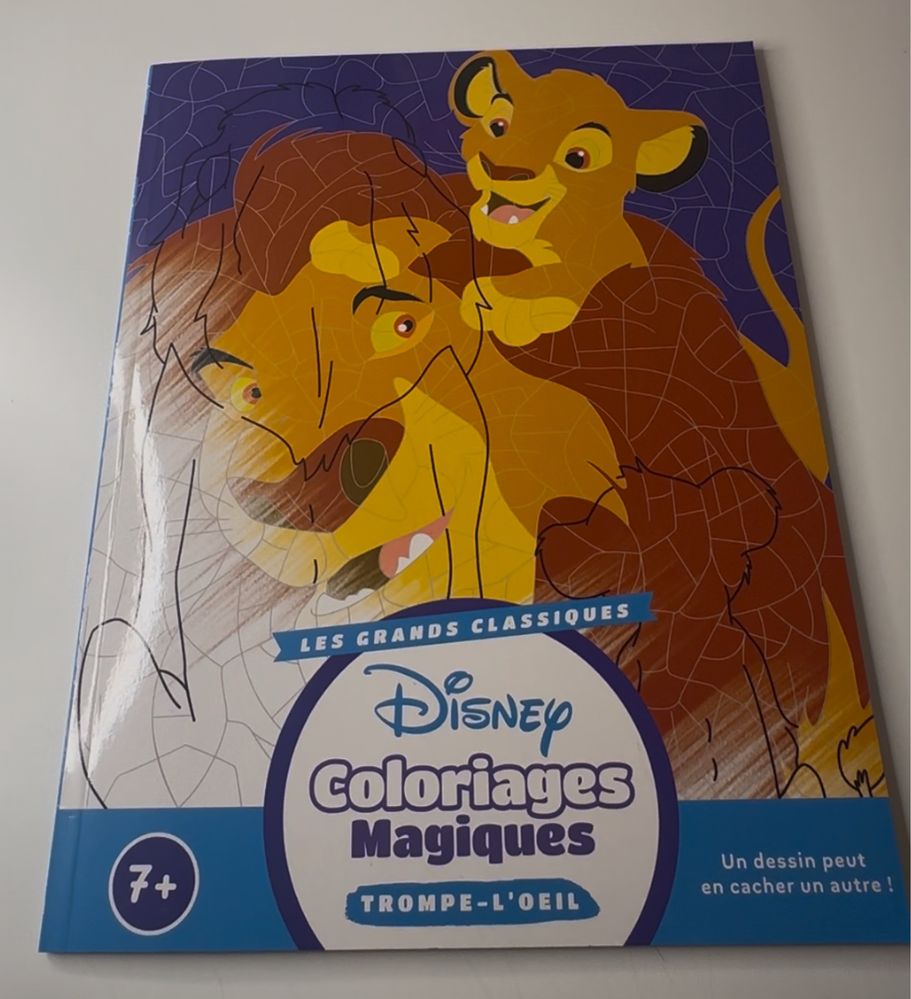 LES GRANDS CLASSIQUES
Disney
Coloriages
Magiques
TROMPE-L'OEIL
7+
Un dessin peut
en cacher un autre !